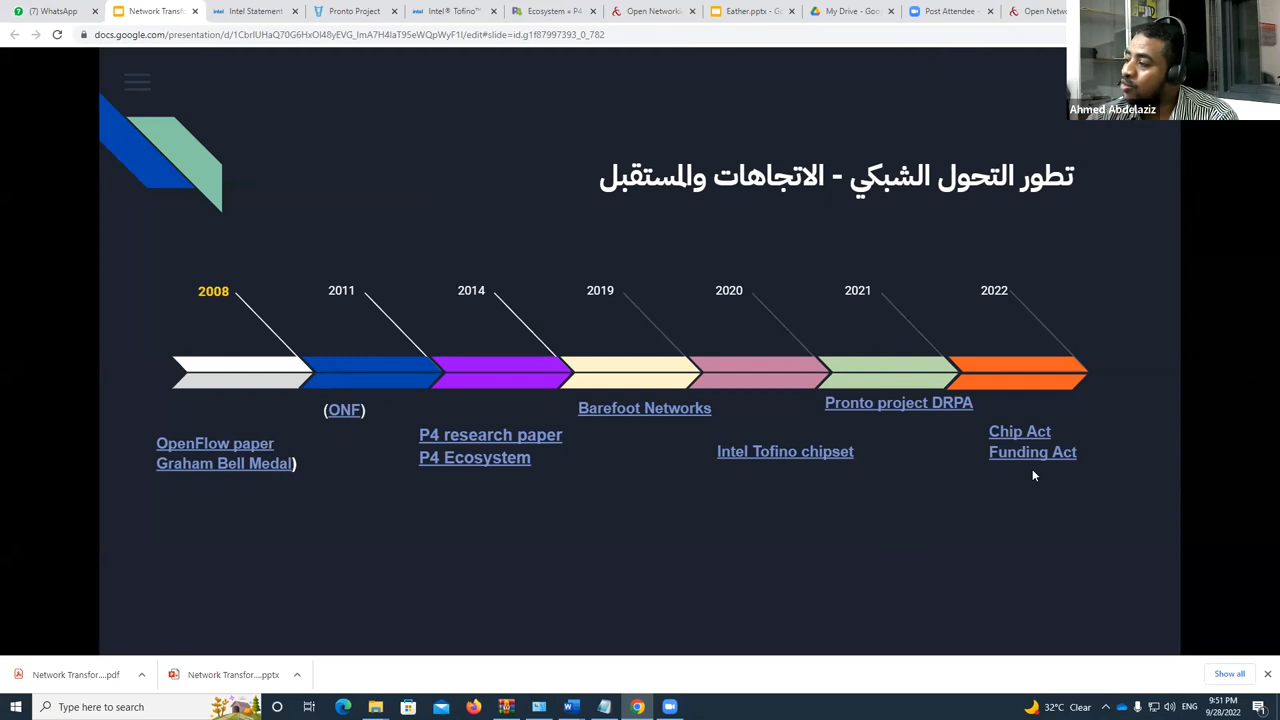 (7) WhatsApp
Network Transfo
Intel Statement
Pronto Project
Intel® Tofino™
Ecosystem « P4
Open Network
Eather.pptx - Go
My Drive - Goo
Post Attendee -
Open Netw
docs.google.com/presentation/d/1CbrIUHaQ70G6HxOl48yEVG_lmA7H4IaT95eWQpWyF1I/edit#slide=id.g1f87997393_0_782
Ahmed Abdelaziz
تطور التحول الشبكي - الاتجاهات والمستقبل
2008
2011
2014
2019
2020
2021
2022
(ONF)
Barefoot Networks
Pronto project DRPA
OpenFlow paper
Graham Bell Medal)
P4 research paper
P4 Ecosystem
Intel Tofino chipset
Chip Act
Funding Act
Network Transfor....pdf
Network Transfor....pptx
Show all
Type here to search
32°C Clear
9:51 PM
9/28/2022